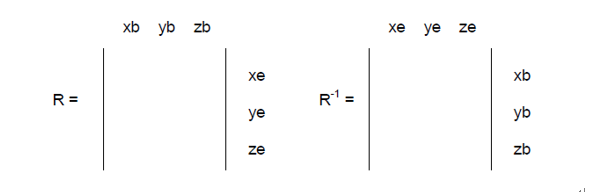 xb yb zb xe ye ze
xe xb
R = R-1 =
ye yb
ze zb